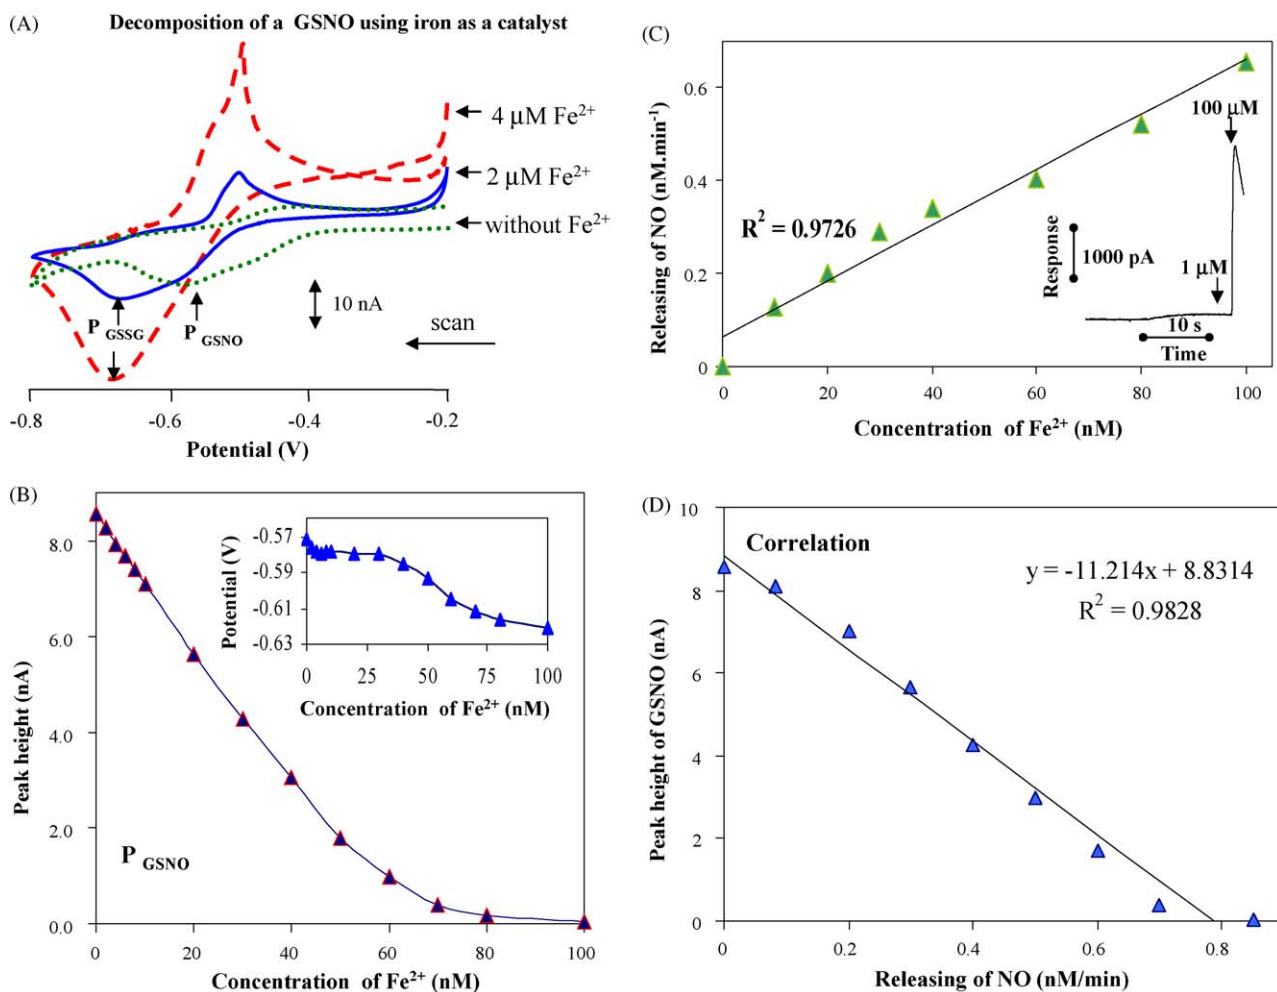 (A)
Decomposition of a GSNO using iron as a catalyst
4 μM Fe²⁺
2 μM Fe²⁺
without Fe²⁺
10 nA
P GSSG
P GSNO
scan
-0.8
-0.6
-0.4
-0.2
Potential (V)
(B)
8.0
6.0
4.0
2.0
0.0
Peak height (nA)
P GSNO
0
20
40
60
80
100
Concentration of Fe²⁺ (nM)
-0.57
-0.59
-0.61
-0.63
Potential (V)
0
25
50
75
100
Concentration of Fe²⁺ (nM)
(C)
0.6
0.4
0.2
0
Releasing of NO (nM.min⁻¹)
R² = 0.9726
100 μM
Response
1000 pA
1 μM
10 s
Time
0
20
40
60
80
100
Concentration of Fe²⁺ (nM)
(D)
10
8
6
4
2
0
Peak height of GSNO (nA)
Correlation
y = -11.214x + 8.8314
R² = 0.9828
0
0.2
0.4
0.6
0.8
Releasing of NO (nM/min)